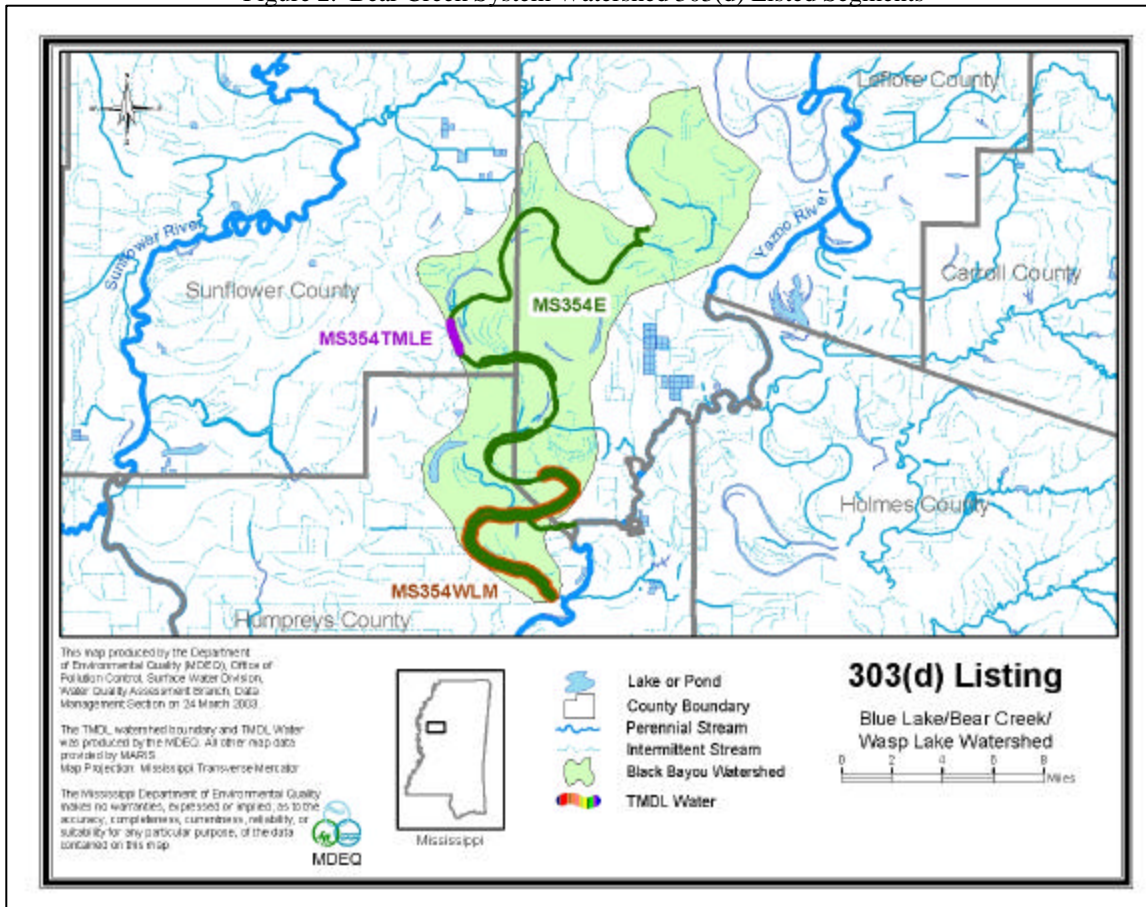 Figure 2. Bear Creek System Watershed 303(d) Listed Segments
Leflore County
Sunflower River
Yazoo River
Sunflower County
Carroll County
MS354E
MS354TMLE
Holmes County
MS354WLM
Humpreys County
This map produced by the Department
of Environmental Quality (MDEQ), Office of
Pollution Control, Surface Water Division,
Water Quality Assessment Branch, Data
Management Section on 24 March 2003.
The TMDL watershed boundary and TMDL Water
was produced by the MDEQ. All other map data
provided by MARIS
Map Projection: Mississippi Transverse Mercator
The Mississippi Department of Environmental Quality
makes no warranties, expressed or implied, as to the
accuracy, completeness, currentness, reliability, or
suitability for any particular purpose, of the data
contained on this map.
MDEQ
Mississippi
Lake or Pond
County Boundary
Perennial Stream
Intermittent Stream
Black Bayou Watershed
TMDL Water
303(d) Listing
Blue Lake/Bear Creek/
Wasp Lake Watershed
0 2 4 6 8
Miles